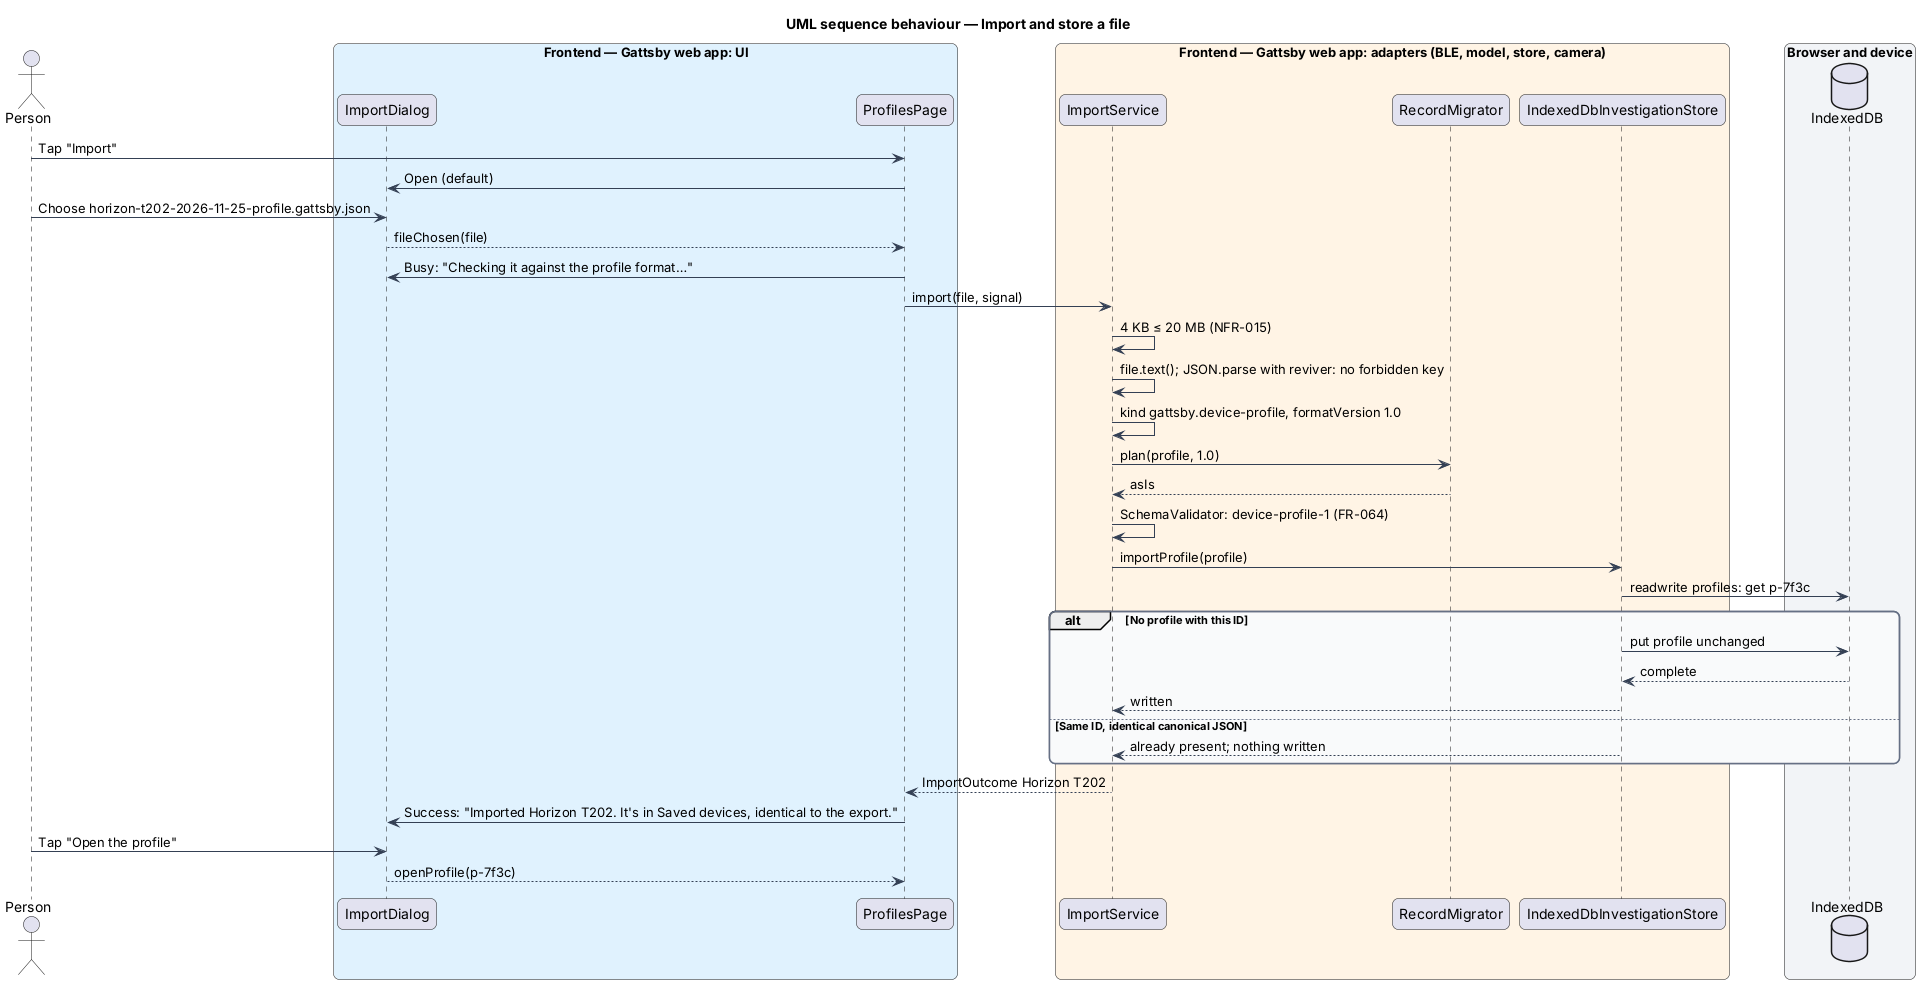 UML sequence behaviour — Import and store a file
Frontend — Gattsby web app: UI
Frontend — Gattsby web app: adapters (BLE, model, store, camera)
Browser and device
Person
ImportDialog
ProfilesPage
ImportService
RecordMigrator
IndexedDbInvestigationStore
IndexedDB
Tap "Import"
Open (default)
Choose horizon-t202-2026-11-25-profile.gattsby.json
fileChosen(file)
Busy: "Checking it against the profile format…"
import(file, signal)
4 KB ≤ 20 MB (NFR-015)
file.text(); JSON.parse with reviver: no forbidden key
kind gattsby.device-profile, formatVersion 1.0
plan(profile, 1.0)
asIs
SchemaValidator: device-profile-1 (FR-064)
importProfile(profile)
readwrite profiles: get p-7f3c
alt
[No profile with this ID]
put profile unchanged
complete
written
[Same ID, identical canonical JSON]
already present; nothing written
ImportOutcome Horizon T202
Success: "Imported Horizon T202. It's in Saved devices, identical to the export."
Tap "Open the profile"
openProfile(p-7f3c)
Person
ImportDialog
ProfilesPage
ImportService
RecordMigrator
IndexedDbInvestigationStore
IndexedDB